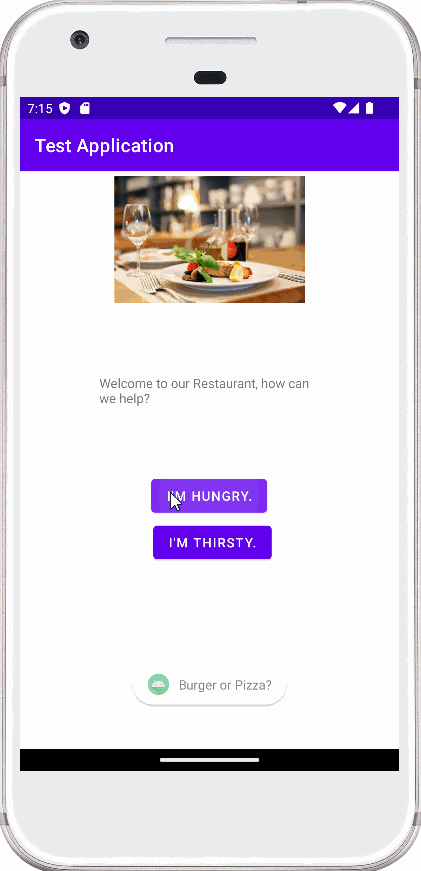 7:15
Test Application
Welcome to our Restaurant, how can
we help?
I'M HUNGRY.
I'M THIRSTY.
Burger or Pizza?